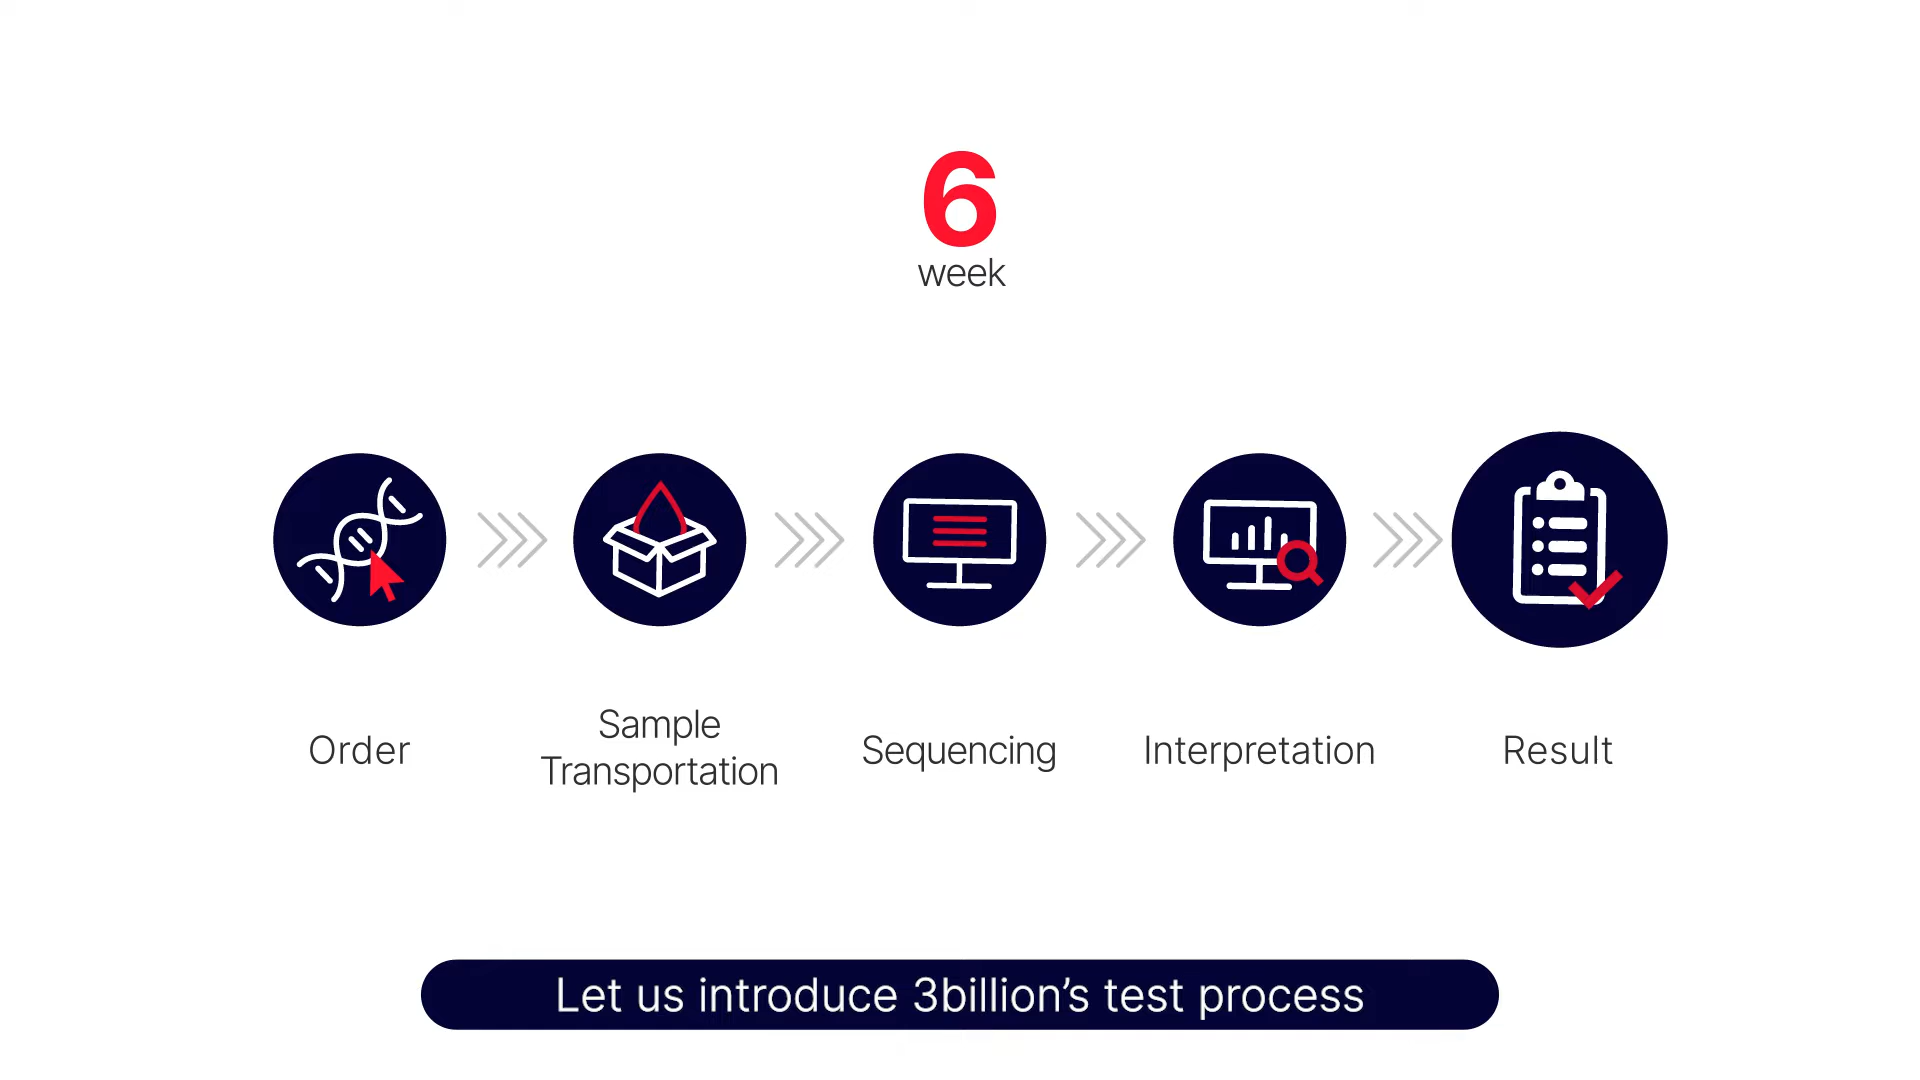 6
week
Order
Sample
Transportation
Sequencing
Interpretation
Result
Let us introduce 3billion’s test process